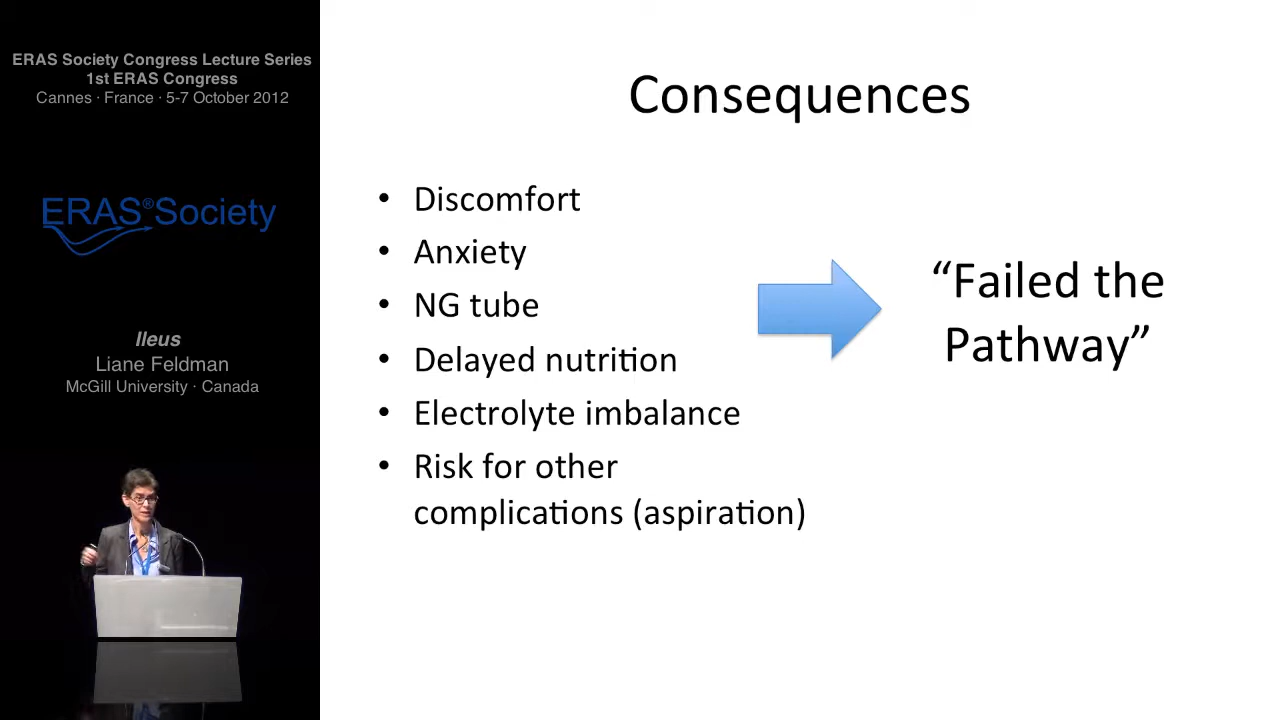 ERAS Society Congress Lecture Series
1st ERAS Congress
Cannes · France · 5-7 October 2012
ERAS®Society
Ileus
Liane Feldman
McGill University · Canada
Consequences
• Discomfort
• Anxiety
• NG tube
• Delayed nutrition
• Electrolyte imbalance
• Risk for other
complications (aspiration)
“Failed the
Pathway”